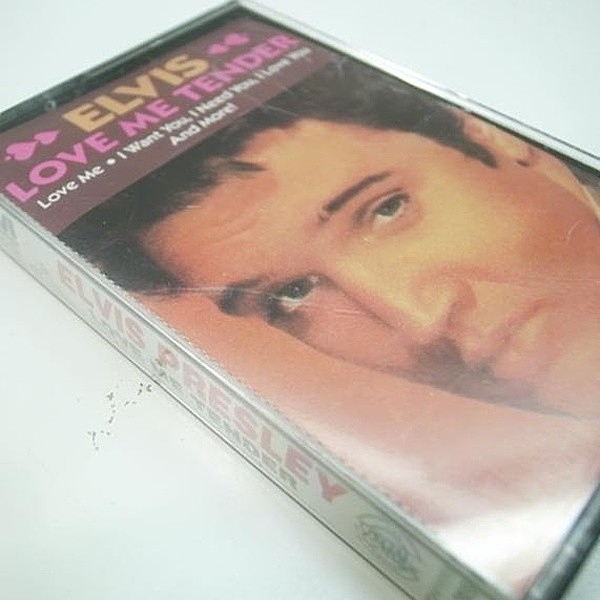 ELVIS
LOVE ME TENDER
Love Me • I Want You, I Need You, I Love You
And More!
ELVIS PRESLEY
LOVE ME TENDER